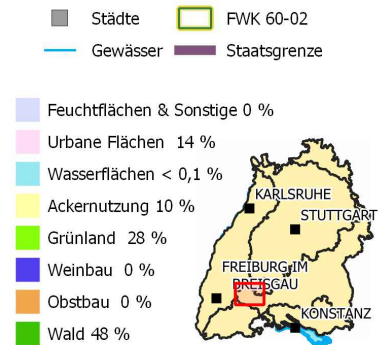 Städte FWK 60-02
Gewässer Staatsgrenze
Feuchtflächen & Sonstige 0 %
Urbane Flächen 14 %
Wasserflächen < 0,1 %
Ackernutzung 10 %
Grünland 28 %
Weinbau 0 %
Obstbau 0 %
Wald 48 %
KARLSRUHE
STUTTGART
FREIBURG IM
BREISGAU
KONSTANZ